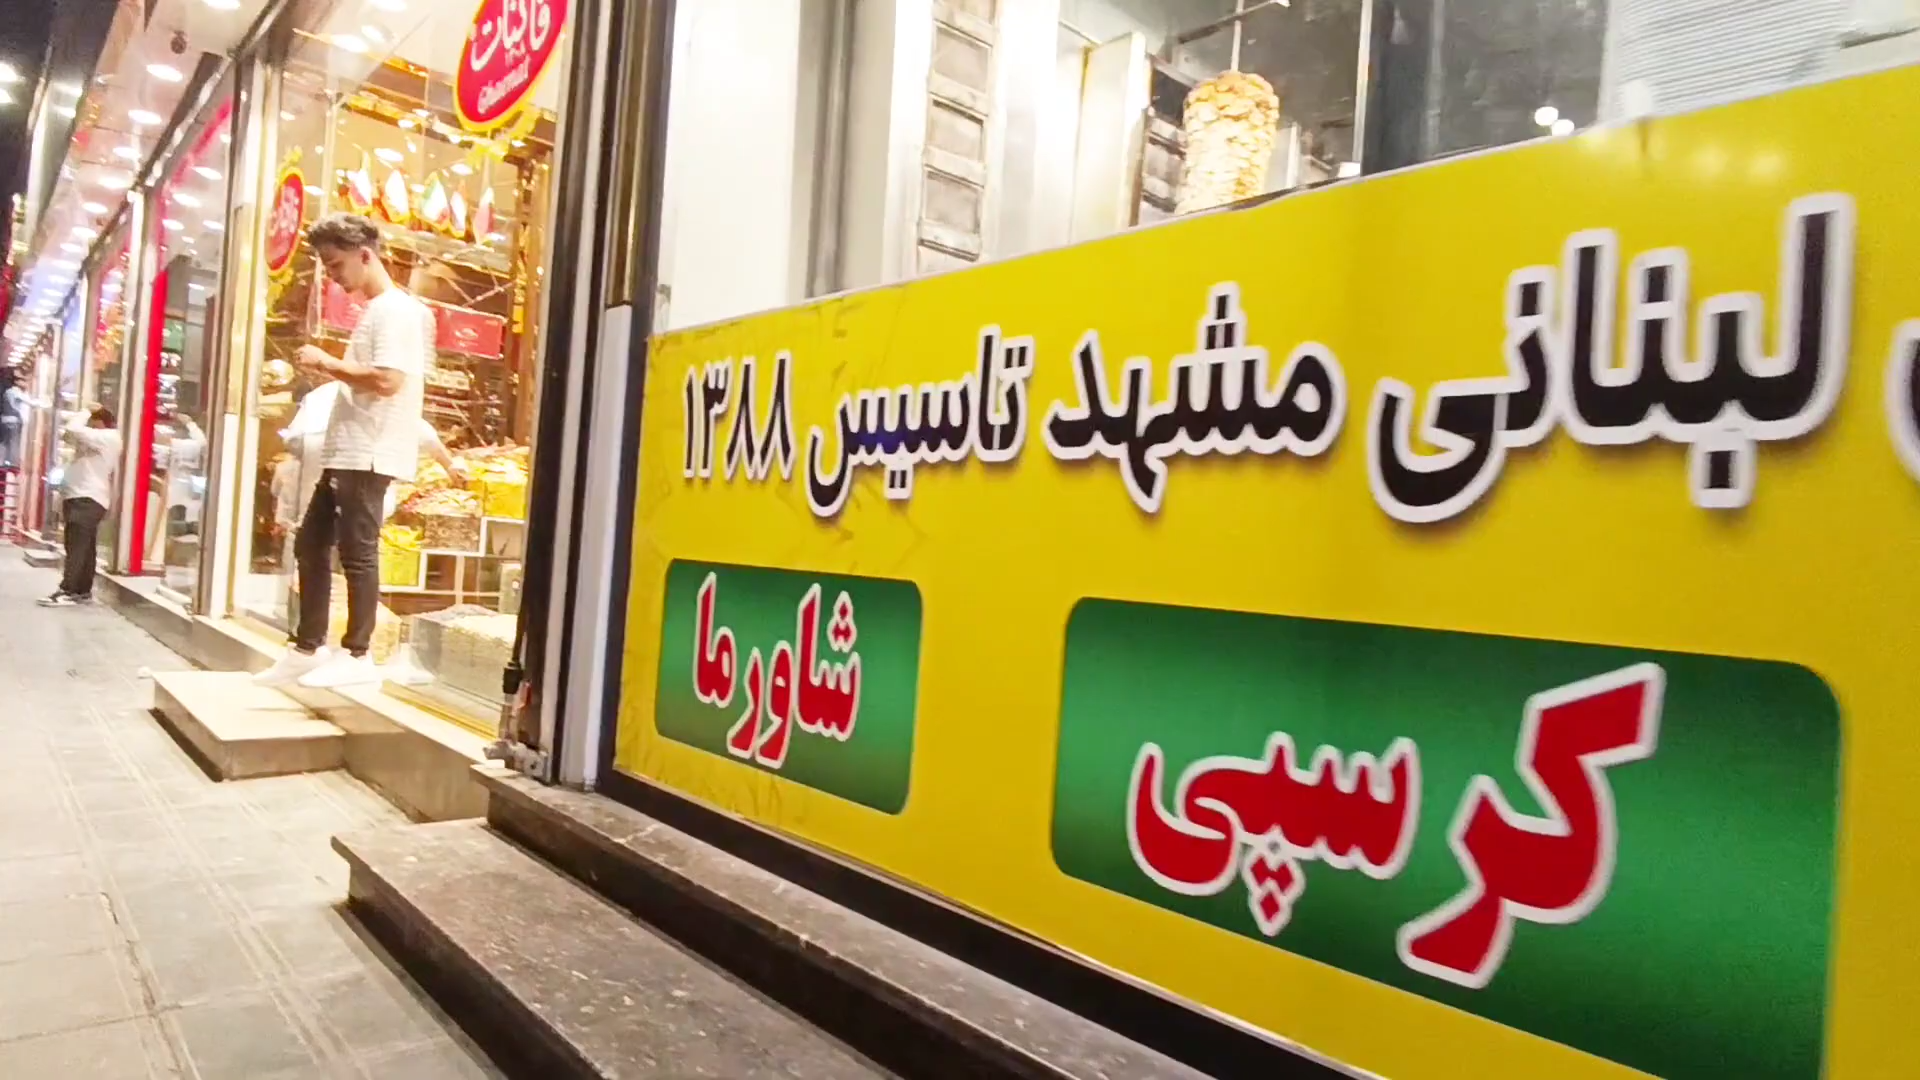 لبنانی مشهد تاسیس ۱۳۸۸
کرسپی
شاورما